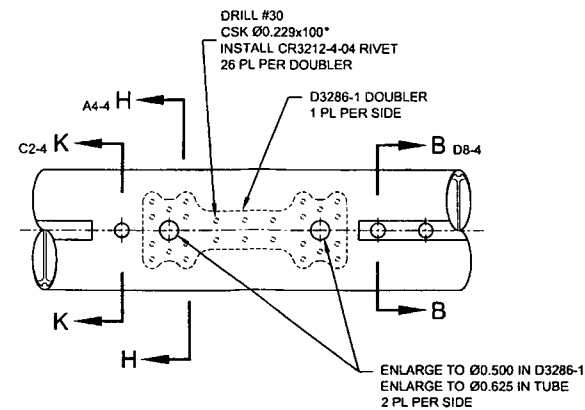 DRILL #30
CSK Ø0.229x100°
INSTALL CR3212-4-04 RIVET
26 PL PER DOUBLER
D3286-1 DOUBLER
1 PL PER SIDE
A4-4 H
C2-4 K
B D8-4
K
B
H
ENLARGE TO Ø0.500 IN D3286-1
ENLARGE TO Ø0.625 IN TUBE
2 PL PER SIDE